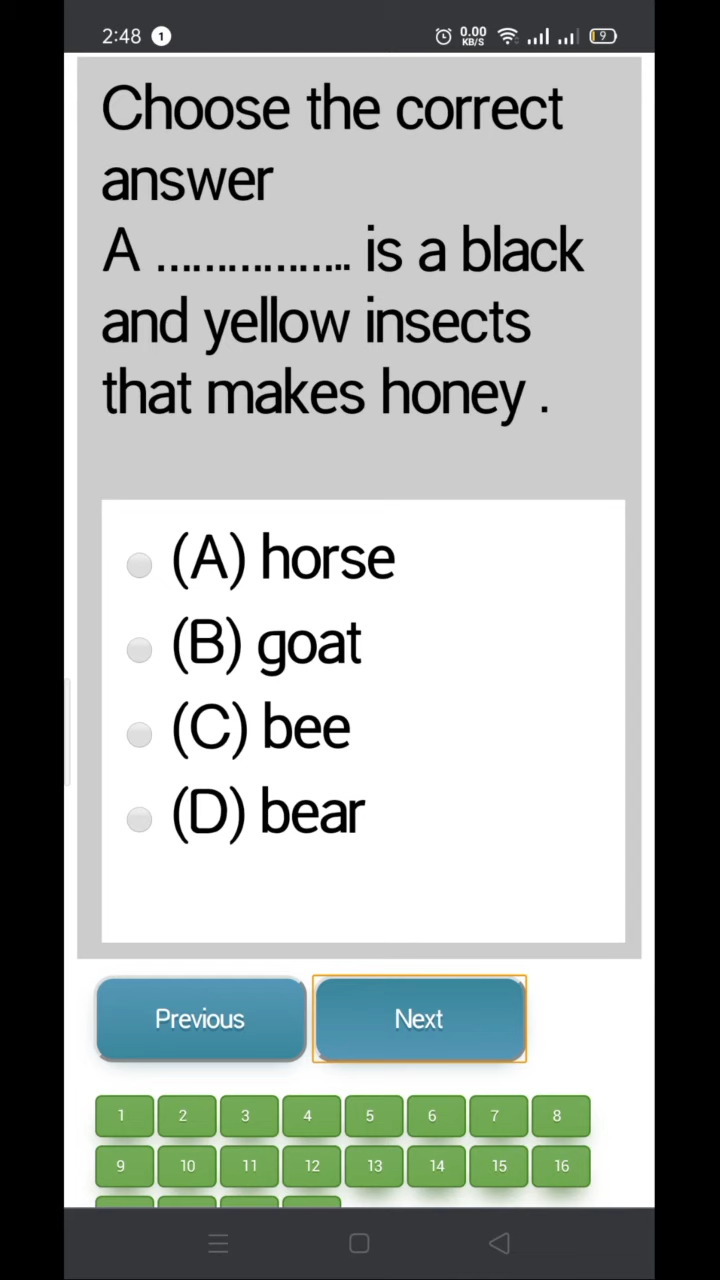 2:48 1 0.00 KB/S 9
Choose the correct
answer
A ................. is a black
and yellow insects
that makes honey .
(A) horse
(B) goat
(C) bee
(D) bear
Previous Next
1 2 3 4 5 6 7 8
9 10 11 12 13 14 15 16